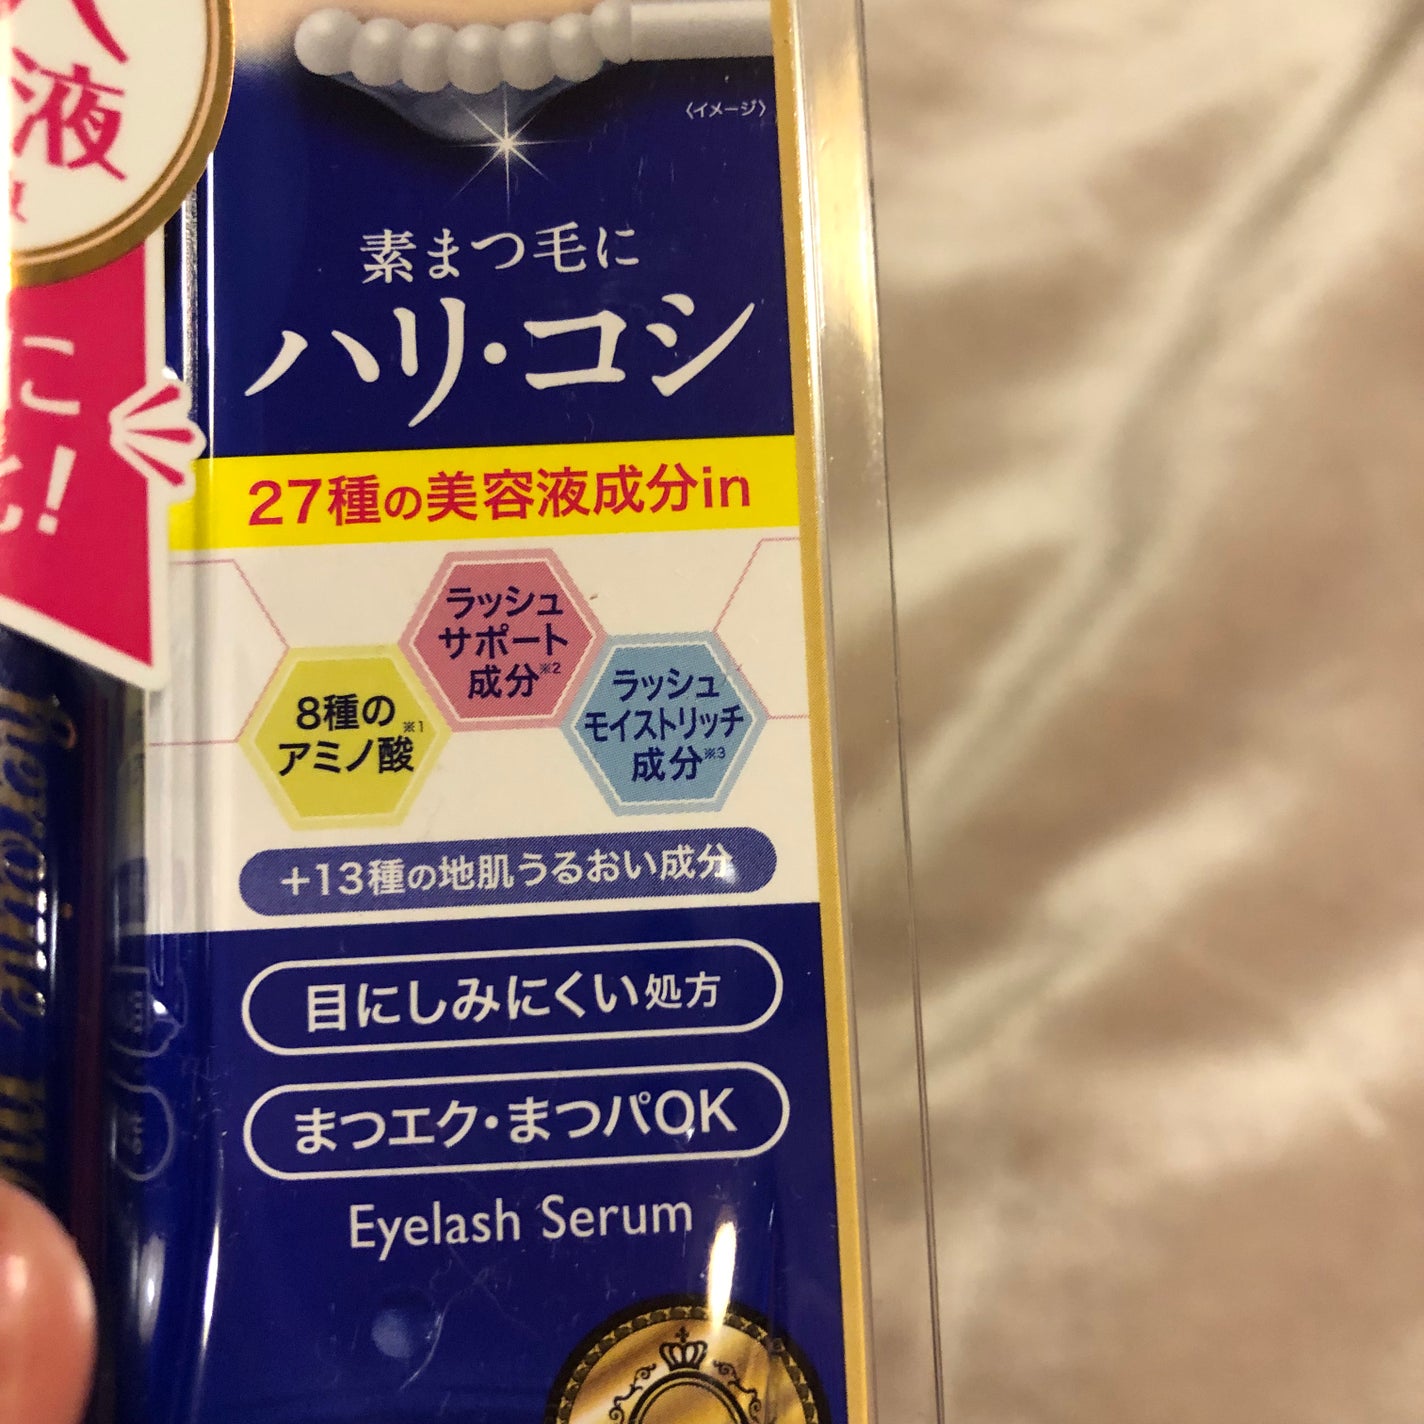 液
〈イメージ〉
素まつ毛に
ハリ・コシ
27種の美容液成分in
ラッシュ
サポート
成分※2
8種の
アミノ酸※1
ラッシュ
モイストリッチ
成分※3
+13種の地肌うるおい成分
目にしみにくい処方
まつエク・まつパOK
Eyelash Serum